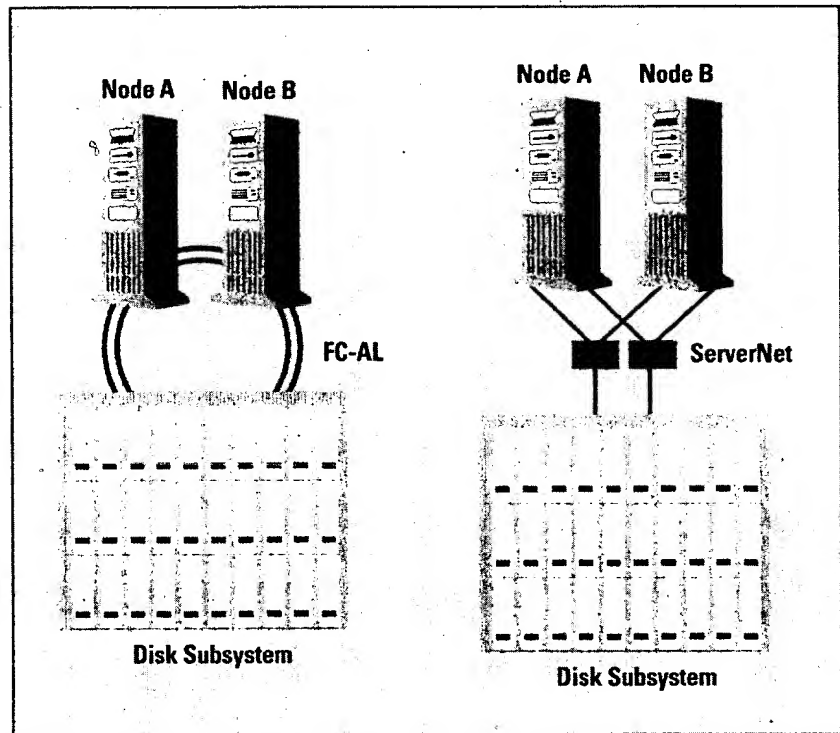 Node A Node B
FC-AL
Disk Subsystem
Node A Node B
ServerNet
Disk Subsystem